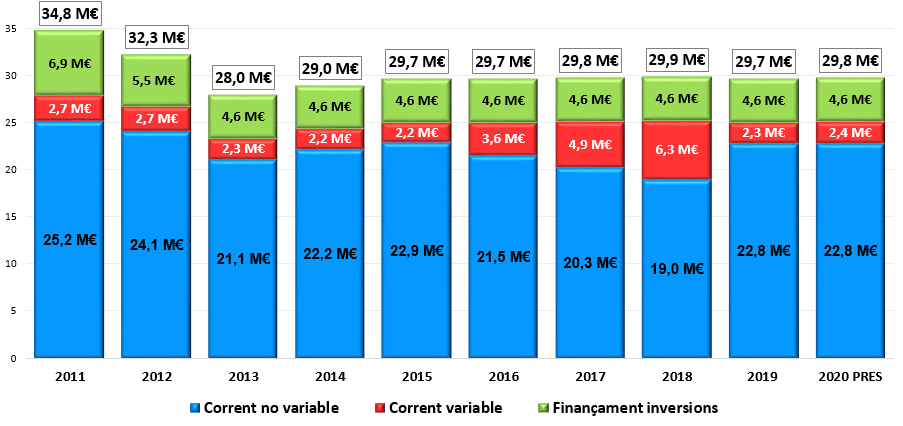 34,8 M€
32,3 M€
28,0 M€
29,0 M€
29,7 M€
29,7 M€
29,8 M€
29,9 M€
29,7 M€
29,8 M€
35
30
25
20
15
10
5
0
6,9 M€
5,5 M€
4,6 M€
4,6 M€
4,6 M€
4,6 M€
4,6 M€
4,6 M€
4,6 M€
4,6 M€
2,7 M€
2,7 M€
2,3 M€
2,2 M€
2,2 M€
3,6 M€
4,9 M€
6,3 M€
2,3 M€
2,4 M€
25,2 M€
24,1 M€
21,1 M€
22,2 M€
22,9 M€
21,5 M€
20,3 M€
19,0 M€
22,8 M€
22,8 M€
2011 2012 2013 2014 2015 2016 2017 2018 2019 2020 PRES
Corrent no variable Corrent variable Finançament inversions